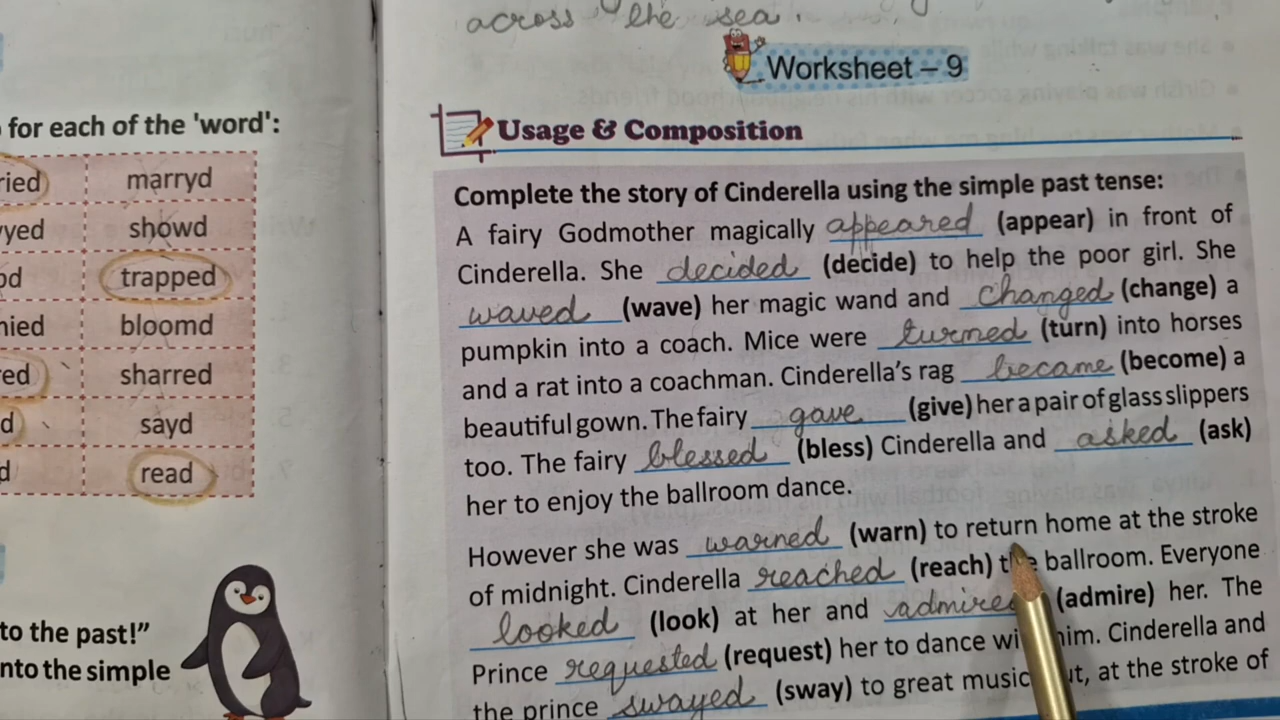 across the sea.
Worksheet – 9
for each of the 'word':
ried marryd
yed showd
od trapped
nied bloomd
red sharred
d sayd
d read
to the past!”
nto the simple
Usage & Composition
Complete the story of Cinderella using the simple past tense:
A fairy Godmother magically appeared (appear) in front of
Cinderella. She decided (decide) to help the poor girl. She
waved (wave) her magic wand and changed (change) a
pumpkin into a coach. Mice were turned (turn) into horses
and a rat into a coachman. Cinderella’s rag became (become) a
beautiful gown. The fairy gave (give) her a pair of glass slippers
too. The fairy blessed (bless) Cinderella and asked (ask)
her to enjoy the ballroom dance.
However she was warned (warn) to return home at the stroke
of midnight. Cinderella reached (reach) the ballroom. Everyone
looked (look) at her and admired (admire) her. The
Prince requested (request) her to dance with him. Cinderella and
the prince swayed (sway) to great music. But, at the stroke of